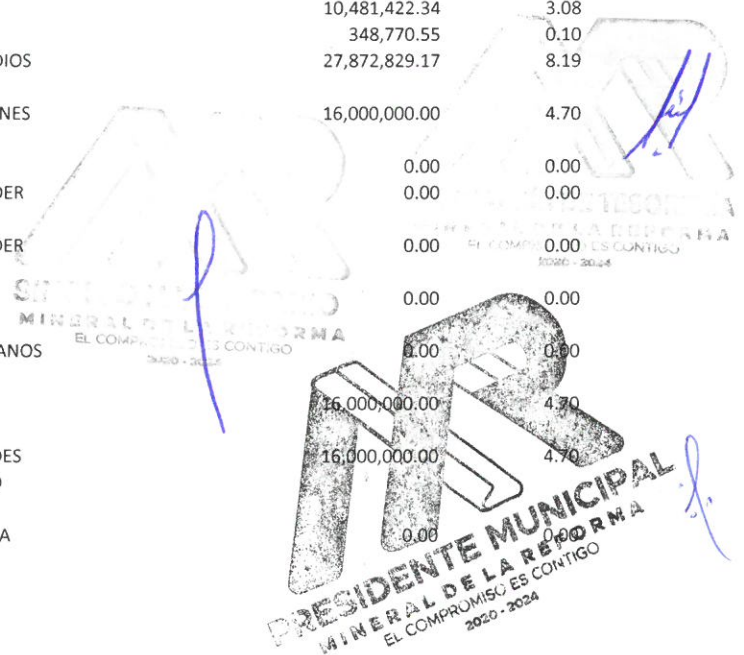 10,481,422.34 3.08
348,770.55 0.10
DIOS 27,872,829.17 8.19
NES 16,000,000.00 4.70
0.00 0.00
DER 0.00 0.00
DER 0.00 0.00
MINERAL DE LA REFORMA
EL COMPROMISO ES CONTIGO
2020 - 2024
0.00 0.00
MINERAL DE LA REFORMA
EL COMPROMISO ES CONTIGO
2020 - 2024
ANOS 0.00 0.00
16,000,000.00 4.70
DES 16,000,000.00 4.70
O
A 0.00 0.00
PRESIDENTE MUNICIPAL
MINERAL DE LA REFORMA
EL COMPROMISO ES CONTIGO
2020 - 2024